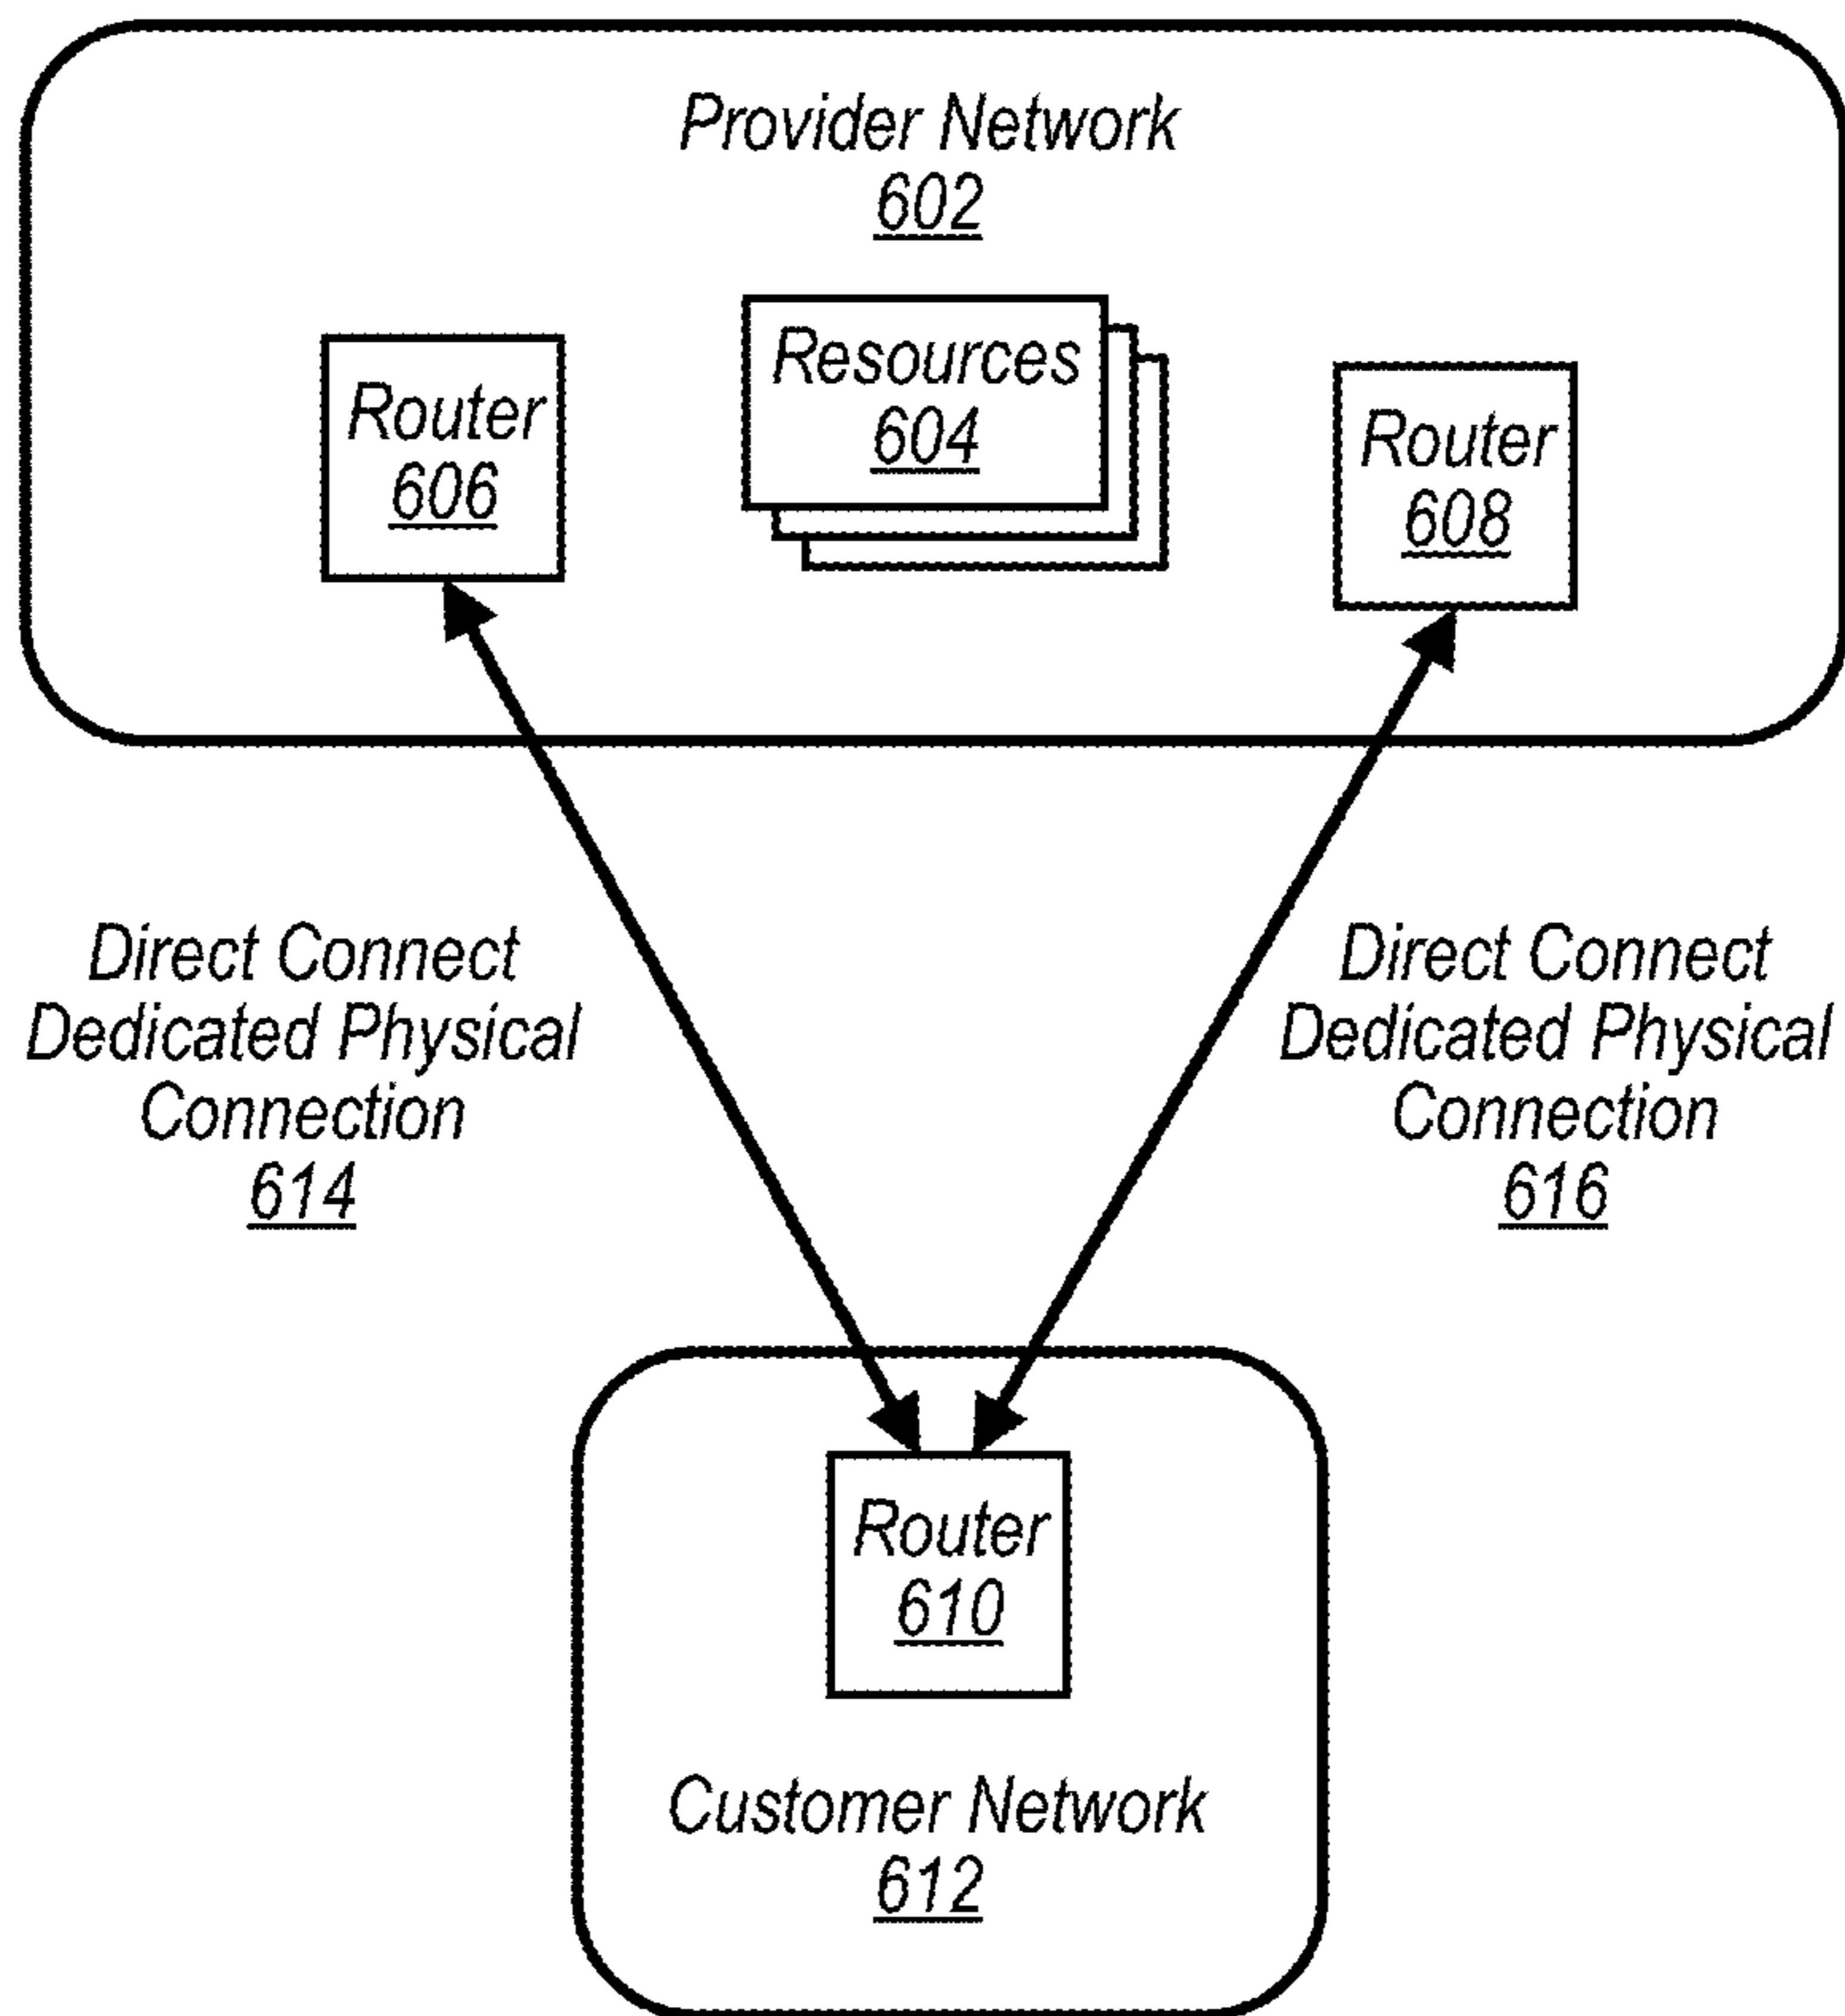 Provider Network
602
Router
606
Resources
604
Router
608
Direct Connect
Dedicated Physical
Connection
614
Direct Connect
Dedicated Physical
Connection
616
Router
610
Customer Network
612